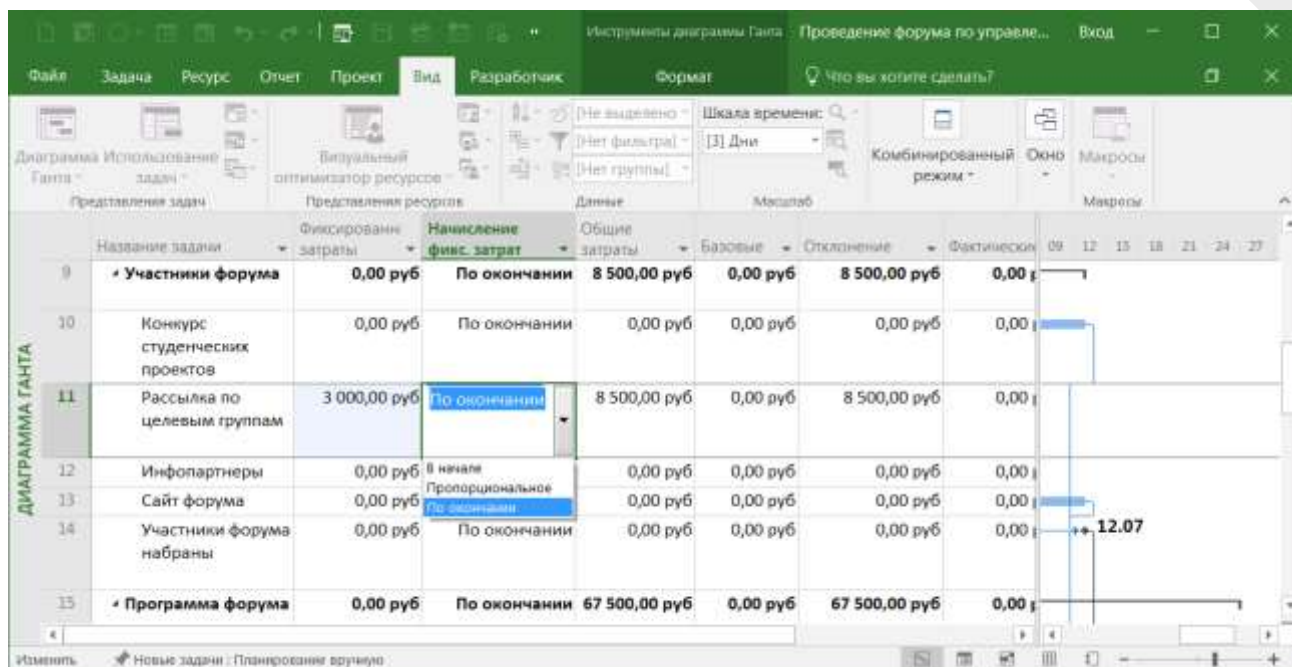 Инструменты диаграммы Ганта Проведение форума по управле... Вход
Файл Задача Ресурс Отчет Проект Вид Разработчик Формат Что вы хотите сделать?
[Не выделено Шкала времени:
[Нет фильтра] [3] Дни
Диаграмма Использование Визуальный [Нет группы] Комбинированный Окно Макросы
Ганта задач оптимизатор ресурсов режим
Представления задач Представления ресурсов Данные Масштаб Макросы
Фиксированн Начисление Общие
Название задачи затраты фикс. затрат затраты Базовые Отклонение Фактически 09 12 15 18 21 24 27
9 Участники форума 0,00 руб По окончании 8 500,00 руб 0,00 руб 8 500,00 руб 0,00
10 Конкурс 0,00 руб По окончании 0,00 руб 0,00 руб 0,00 руб 0,00
студенческих
проектов
11 Рассылка по 3 000,00 руб По окончании 8 500,00 руб 0,00 руб 8 500,00 руб 0,00
целевым группам
12 Инфопартнеры 0,00 руб В начале 0,00 руб 0,00 руб 0,00 руб 0,00
Пропорциональное
13 Сайт форума 0,00 руб По окончании 0,00 руб 0,00 руб 0,00 руб 0,00
14 Участники форума 0,00 руб По окончании 0,00 руб 0,00 руб 0,00 руб 0,00 12.07
набраны
15 Программа форума 0,00 руб По окончании 67 500,00 руб 0,00 руб 67 500,00 руб 0,00
ДИАГРАММА ГАНТА
Изменить Новые задачи : Планирование вручную